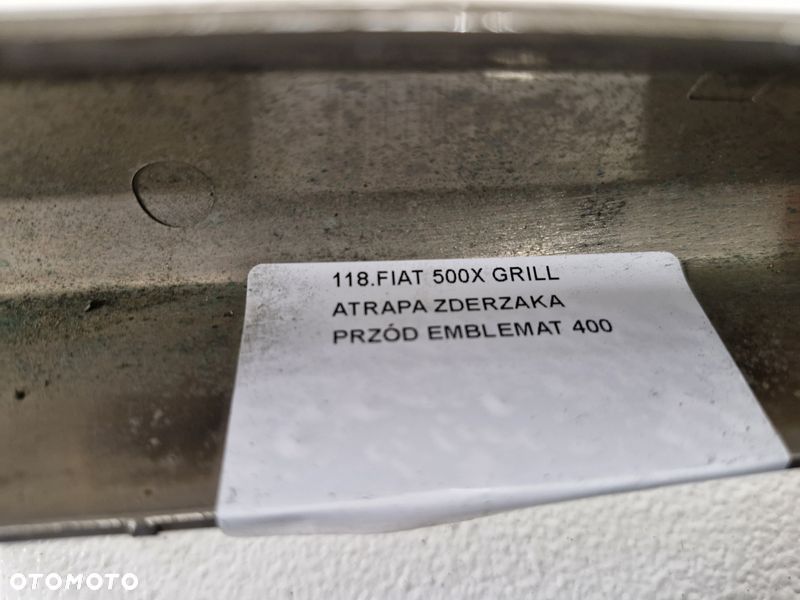 118.FIAT 500X GRILL
ATRAPA ZDERZAKA
PRZÓD EMBLEMAT 400
OTOMOTO